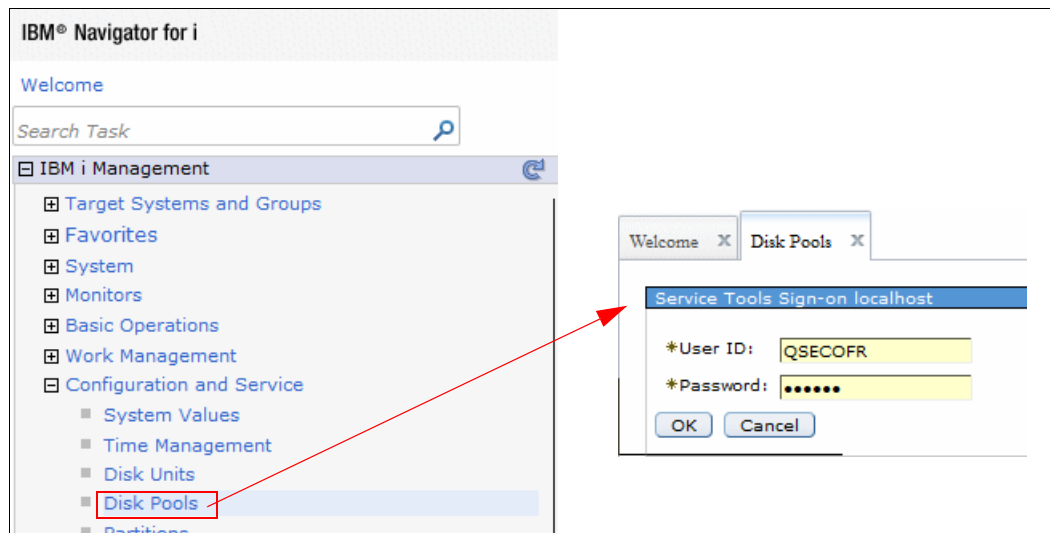 IBM® Navigator for i
Welcome
Search Task
IBM i Management
Target Systems and Groups
Favorites
System
Monitors
Basic Operations
Work Management
Configuration and Service
System Values
Time Management
Disk Units
Disk Pools
Partitions
Welcome X Disk Pools X
Service Tools Sign-on localhost
*User ID: QSECOFR
*Password: ••••••
OK Cancel